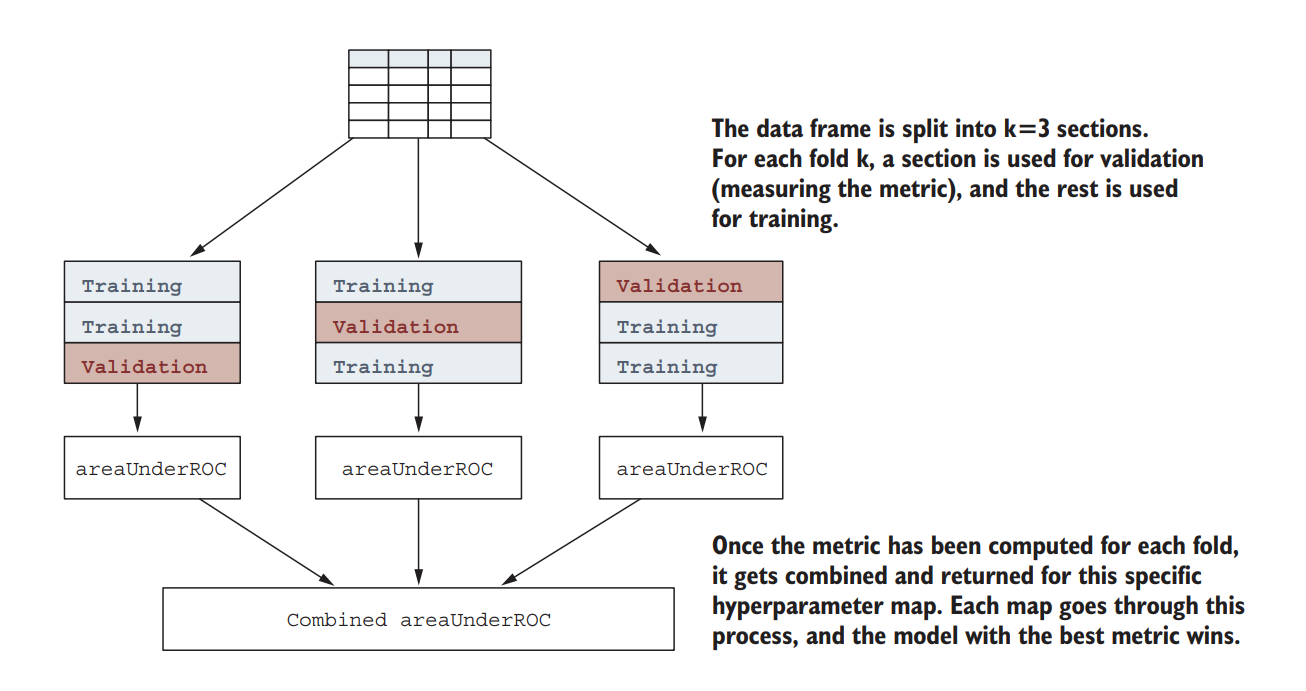 The data frame is split into k=3 sections.
For each fold k, a section is used for validation
(measuring the metric), and the rest is used
for training.
Training
Training
Validation
Training
Validation
Training
Validation
Training
Training
areaUnderROC
areaUnderROC
areaUnderROC
Once the metric has been computed for each fold,
it gets combined and returned for this specific
hyperparameter map. Each map goes through this
process, and the model with the best metric wins.
Combined areaUnderROC